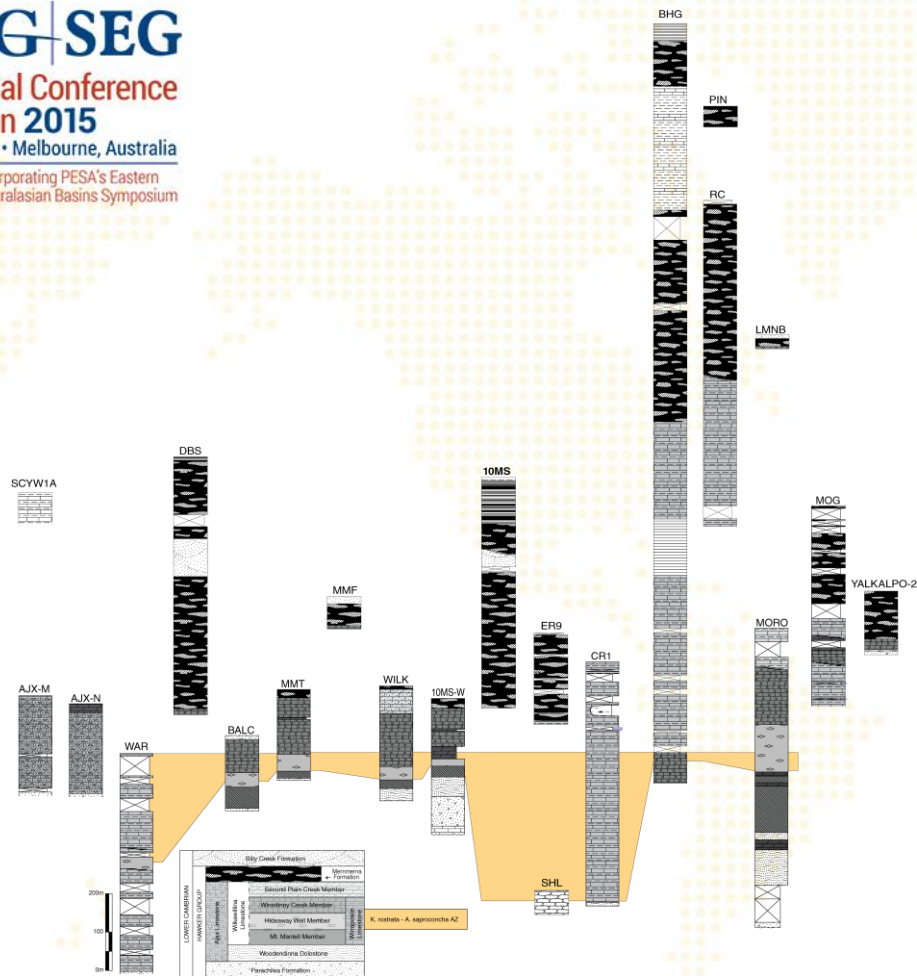 G SEG
al Conference
n 2015
• Melbourne, Australia
rporating PESA's Eastern
ralasian Basins Symposium
BHG
PIN
RC
LMNB
DBS
SCYW1A
10MS
MOG
MMF
YALKALPO-2
ER9
MORO
CR1
AJX-M
AJX-N
MMT
WILK
10MS-W
BALC
WAR
SHL
200m
100
0m
LOWER CAMBRIAN
HAWKER GROUP
Ajax Limestone
Wilkawillina
Limestone
Billy Creek Formation
Mernmerna
← Formation
Second Plain Creek Member
Winnitinny Creek Member
Hideaway Well Member
Mt. Mantell Member
Wirrapowie
Limestone
K. rostrata - A. saproconcha AZ
Woodendinna Dolostone
Parachilna Formation